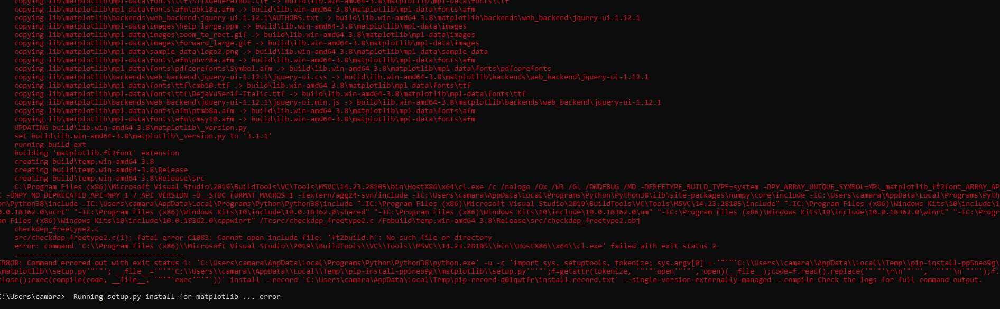 copying lib\matplotlib\mpl-data\fonts\ttf\STIXGeneralBol.ttf -> build\lib.win-amd64-3.8\matplotlib\mpl-data\fonts\ttf
copying lib\matplotlib\mpl-data\fonts\afm\pbkl8a.afm -> build\lib.win-amd64-3.8\matplotlib\mpl-data\fonts\afm
copying lib\matplotlib\backends\web_backend\jquery-ui-1.12.1\AUTHORS.txt -> build\lib.win-amd64-3.8\matplotlib\backends\web_backend\jquery-ui-1.12.1
copying lib\matplotlib\mpl-data\images\help_large.ppm -> build\lib.win-amd64-3.8\matplotlib\mpl-data\images
copying lib\matplotlib\mpl-data\images\zoom_to_rect.gif -> build\lib.win-amd64-3.8\matplotlib\mpl-data\images
copying lib\matplotlib\mpl-data\images\forward_large.gif -> build\lib.win-amd64-3.8\matplotlib\mpl-data\images
copying lib\matplotlib\mpl-data\sample_data\logo2.png -> build\lib.win-amd64-3.8\matplotlib\mpl-data\sample_data
copying lib\matplotlib\mpl-data\fonts\afm\phvr8a.afm -> build\lib.win-amd64-3.8\matplotlib\mpl-data\fonts\afm
copying lib\matplotlib\mpl-data\fonts\pdfcorefonts\Symbol.afm -> build\lib.win-amd64-3.8\matplotlib\mpl-data\fonts\pdfcorefonts
copying lib\matplotlib\backends\web_backend\jquery-ui-1.12.1\jquery-ui.css -> build\lib.win-amd64-3.8\matplotlib\backends\web_backend\jquery-ui-1.12.1
copying lib\matplotlib\mpl-data\fonts\ttf\cmb10.ttf -> build\lib.win-amd64-3.8\matplotlib\mpl-data\fonts\ttf
copying lib\matplotlib\mpl-data\fonts\ttf\DejaVuSerif-Italic.ttf -> build\lib.win-amd64-3.8\matplotlib\mpl-data\fonts\ttf
copying lib\matplotlib\backends\web_backend\jquery-ui-1.12.1\jquery-ui.min.js -> build\lib.win-amd64-3.8\matplotlib\backends\web_backend\jquery-ui-1.12.1
copying lib\matplotlib\mpl-data\fonts\afm\ptmb8a.afm -> build\lib.win-amd64-3.8\matplotlib\mpl-data\fonts\afm
copying lib\matplotlib\mpl-data\fonts\afm\cmsy10.afm -> build\lib.win-amd64-3.8\matplotlib\mpl-data\fonts\afm
UPDATING build\lib.win-amd64-3.8\matplotlib\_version.py
set build\lib.win-amd64-3.8\matplotlib\_version.py to '3.1.1'
running build_ext
building 'matplotlib.ft2font' extension
creating build\temp.win-amd64-3.8
creating build\temp.win-amd64-3.8\Release
creating build\temp.win-amd64-3.8\Release\src
C:\Program Files (x86)\Microsoft Visual Studio\2019\BuildTools\VC\Tools\MSVC\14.23.28105\bin\HostX86\x64\cl.exe /c /nologo /Ox /W3 /GL /DNDEBUG /MD -DFREETYPE_BUILD_TYPE=system -DPY_ARRAY_UNIQUE_SYMBOL=MPL_matplotlib_ft2font_ARRAY_AP
I -DNPY_NO_DEPRECATED_API=NPY_1_7_API_VERSION -D__STDC_FORMAT_MACROS=1 -Iextern/agg24-svn/include -IC:\Users\camara\AppData\Local\Programs\Python\Python38\lib\site-packages\numpy\core\include -IC:\Users\camara\AppData\Local\Programs\Pyth
on\Python38\include -IC:\Users\camara\AppData\Local\Programs\Python\Python38\include "-IC:\Program Files (x86)\Microsoft Visual Studio\2019\BuildTools\VC\Tools\MSVC\14.23.28105\include" "-IC:\Program Files (x86)\Windows Kits\10\include\1
0.0.18362.0\ucrt" "-IC:\Program Files (x86)\Windows Kits\10\include\10.0.18362.0\shared" "-IC:\Program Files (x86)\Windows Kits\10\include\10.0.18362.0\um" "-IC:\Program Files (x86)\Windows Kits\10\include\10.0.18362.0\winrt" "-IC:\Progr
am Files (x86)\Windows Kits\10\include\10.0.18362.0\cppwinrt" /Tcsrc/checkdep_freetype2.c /Fobuild\temp.win-amd64-3.8\Release\src/checkdep_freetype2.obj
checkdep_freetype2.c
src/checkdep_freetype2.c(1): fatal error C1083: Cannot open include file: 'ft2build.h': No such file or directory
error: command 'C:\\Program Files (x86)\\Microsoft Visual Studio\\2019\\BuildTools\\VC\\Tools\\MSVC\\14.23.28105\\bin\\HostX86\\x64\\cl.exe' failed with exit status 2
----------------------------------------
ERROR: Command errored out with exit status 1: 'C:\Users\camara\AppData\Local\Programs\Python\Python38\python.exe' -u -c 'import sys, setuptools, tokenize; sys.argv[0] = '"'"'C:\\Users\\camara\\AppData\\Local\\Temp\\pip-install-pp5neo9g\
\matplotlib\\setup.py'"'"'; __file__='"'"'C:\\Users\\camara\\AppData\\Local\\Temp\\pip-install-pp5neo9g\\matplotlib\\setup.py'"'"';f=getattr(tokenize, '"'"'open'"'"', open)(__file__);code=f.read().replace('"'"'\r\n'"'"', '"'"'\n'"'"');f.
close();exec(compile(code, __file__, '"'"'exec'"'"'))' install --record 'C:\Users\camara\AppData\Local\Temp\pip-record-q01qwtfr\install-record.txt' --single-version-externally-managed --compile Check the logs for full command output.
C:\Users\camara>  Running setup.py install for matplotlib ... error